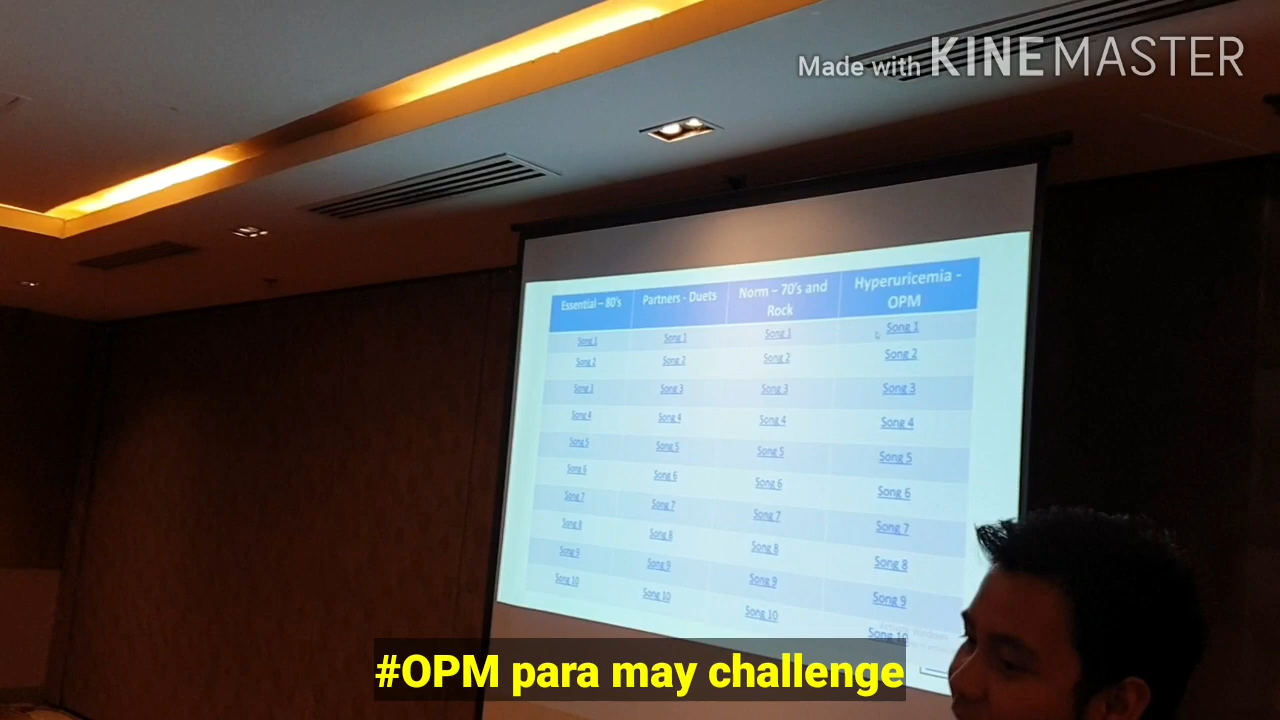 Made with KINEMASTER
Essential – 80's Partners - Duets Norm – 70's and Rock Hyperuricemia - OPM
Song 1 Song 1 Song 1 Song 1
Song 2 Song 2 Song 2 Song 2
Song 3 Song 3 Song 3 Song 3
Song 4 Song 4 Song 4 Song 4
Song 5 Song 5 Song 5 Song 5
Song 6 Song 6 Song 6 Song 6
Song 7 Song 7 Song 7 Song 7
Song 8 Song 8 Song 8 Song 8
Song 9 Song 9 Song 9 Song 9
Song 10 Song 10 Song 10 Song 10
#OPM para may challenge